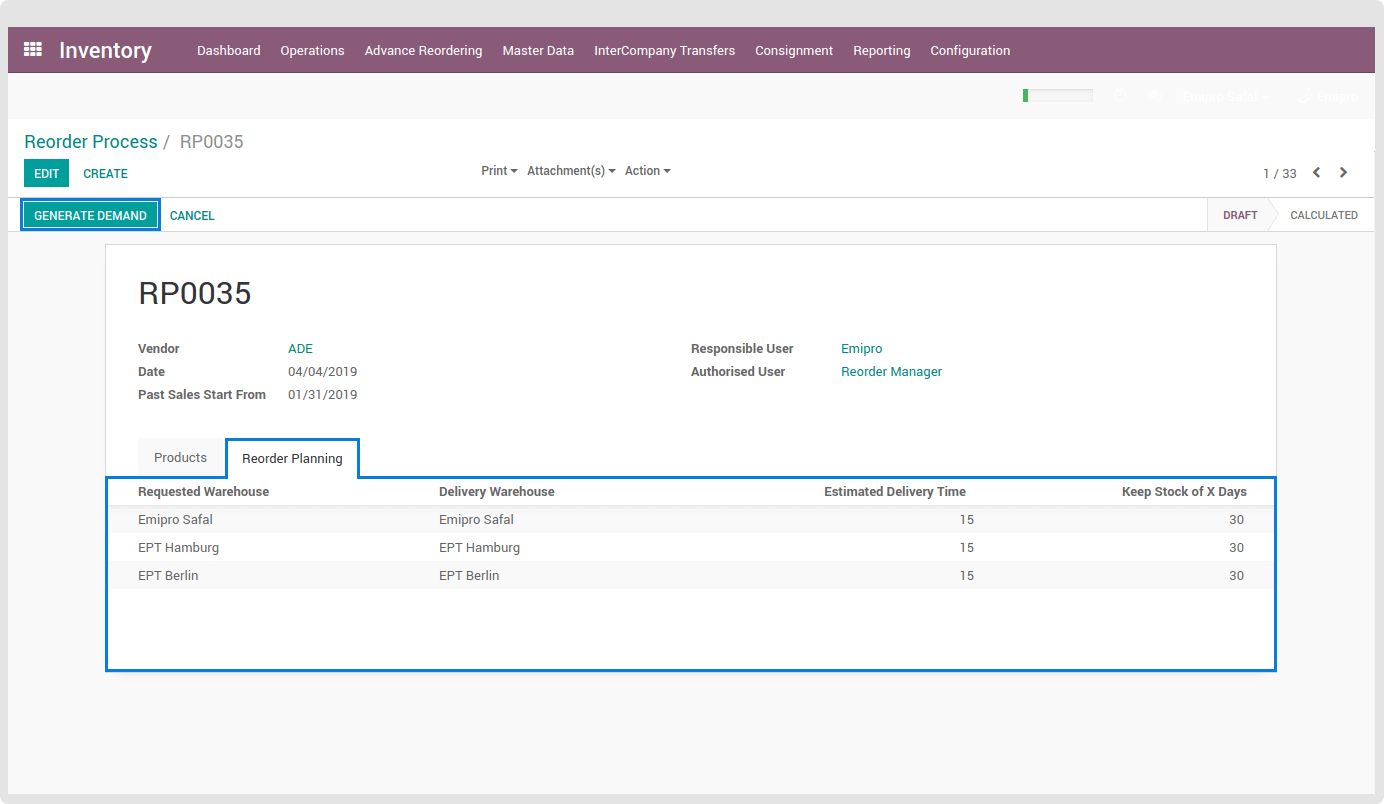 Inventory Dashboard Operations Advance Reordering Master Data InterCompany Transfers Consignment Reporting Configuration
Emipro Safal Emipro
Reorder Process / RP0035
EDIT CREATE Print Attachment(s) Action 1 / 33
GENERATE DEMAND CANCEL DRAFT CALCULATED
RP0035
Vendor ADE Responsible User Emipro
Date 04/04/2019 Authorised User Reorder Manager
Past Sales Start From 01/31/2019
Products Reorder Planning
Requested Warehouse Delivery Warehouse Estimated Delivery Time Keep Stock of X Days
Emipro Safal Emipro Safal 15 30
EPT Hamburg EPT Hamburg 15 30
EPT Berlin EPT Berlin 15 30